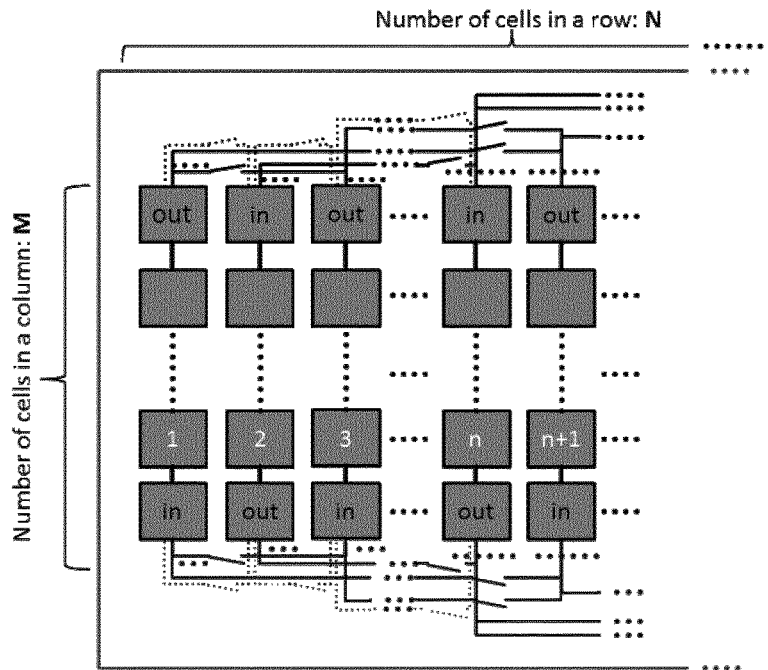 Number of cells in a row: N
Number of cells in a column: M
out in out in out
1 2 3 n n+1
in out in out in